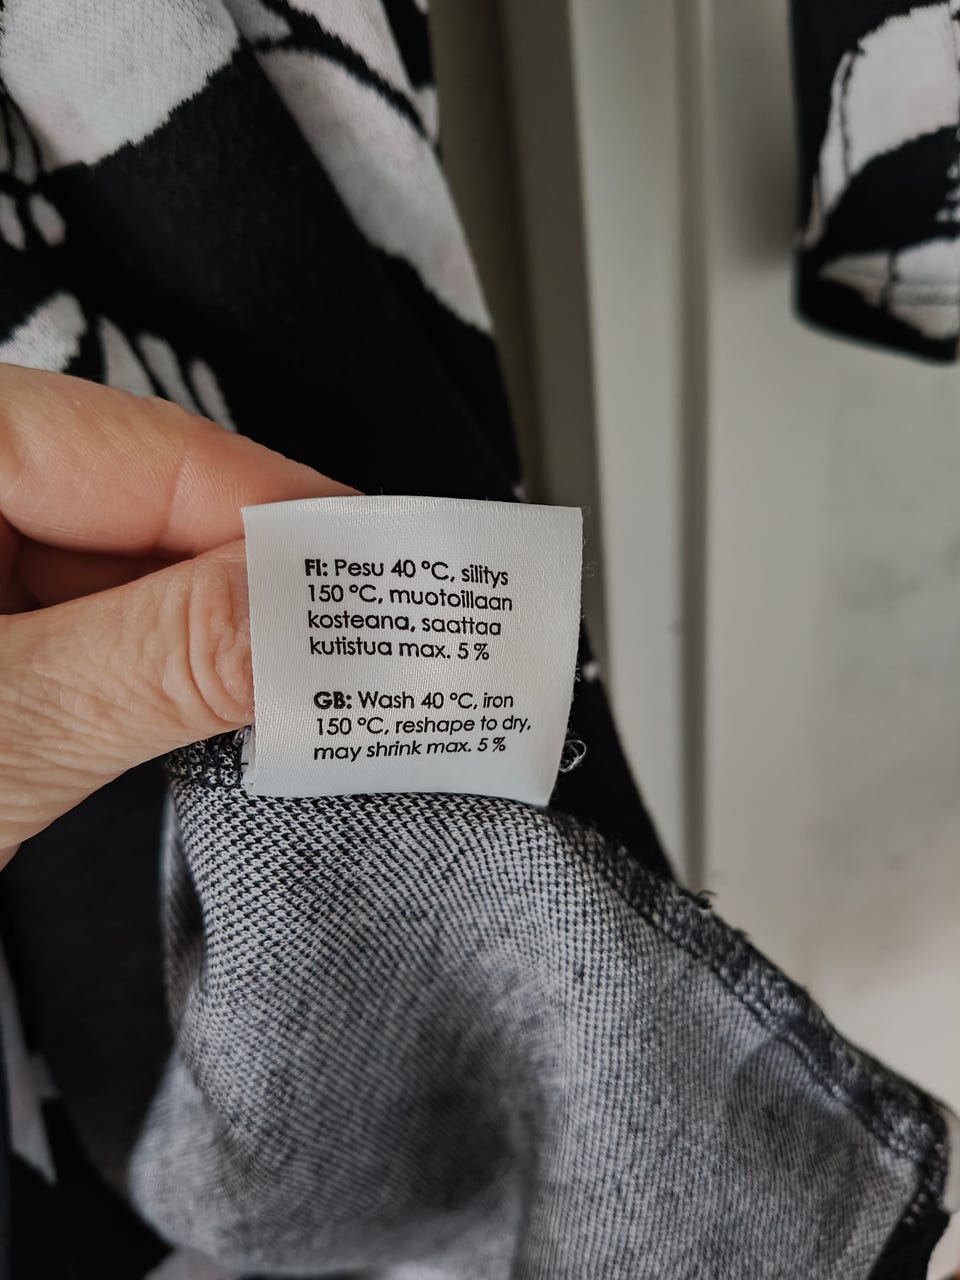 FI: Pesu 40 °C, silitys
150 °C, muotoillaan
kosteana, saattaa
kutistua max. 5 %
GB: Wash 40 °C, iron
150 °C, reshape to dry,
may shrink max. 5 %